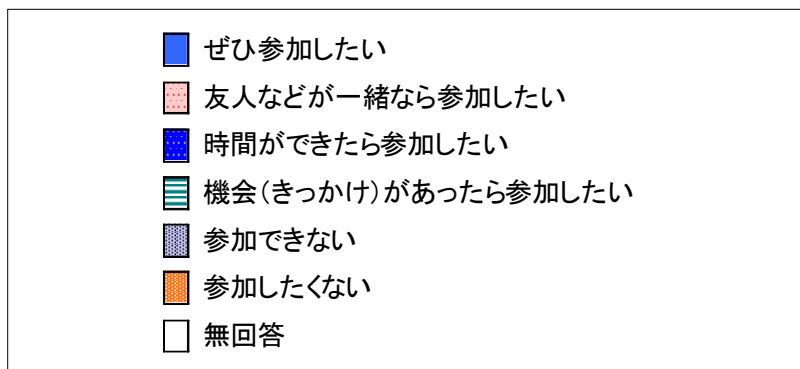 ぜひ参加したい
友人などが一緒なら参加したい
時間ができたら参加したい
機会(きっかけ)があったら参加したい
参加できない
参加したくない
無回答